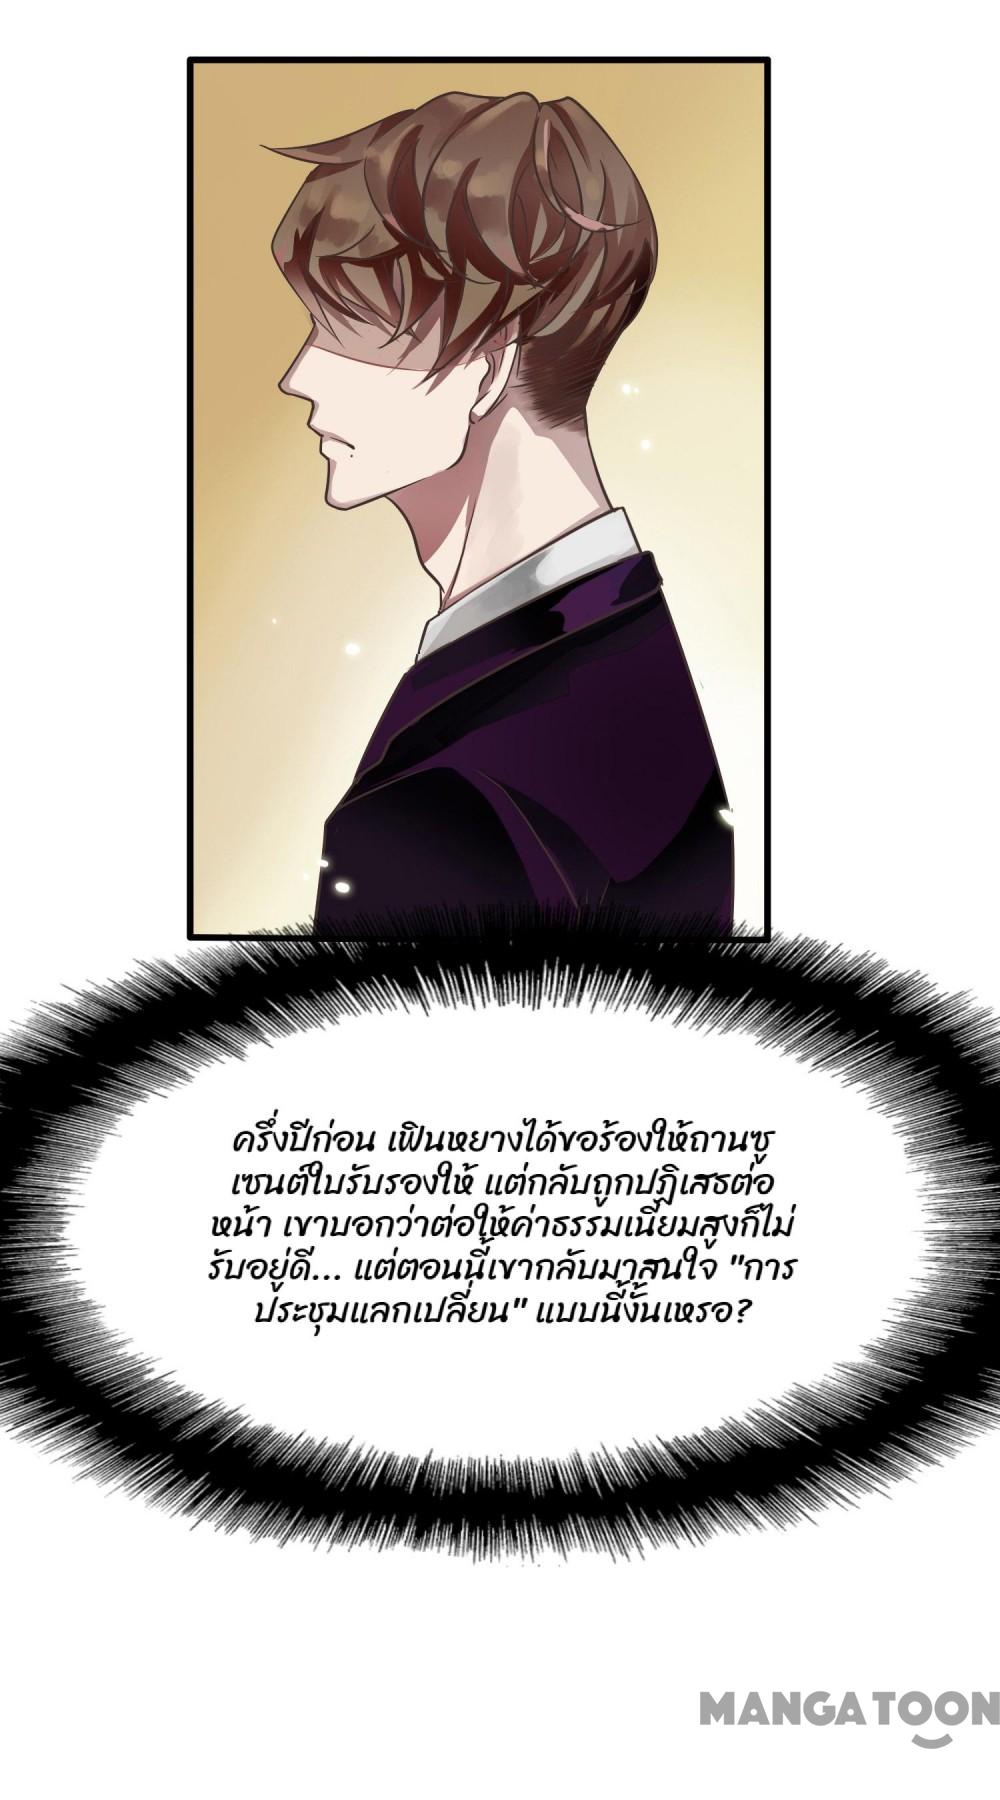 ครึ่งปีก่อน เฟินหยางได้ขอร้องให้ถานซู
เซนต์ใบรับรองให้ แต่กลับถูกปฏิเสธต่อ
หน้า เขาบอกว่าต่อให้ค่าธรรมเนียมสูงก็ไม่
รับอยู่ดี... แต่ตอนนี้เขากลับมาสนใจ "การ
ประชุมแลกเปลี่ยน" แบบนี้งั้นเหรอ?
MANGATOON